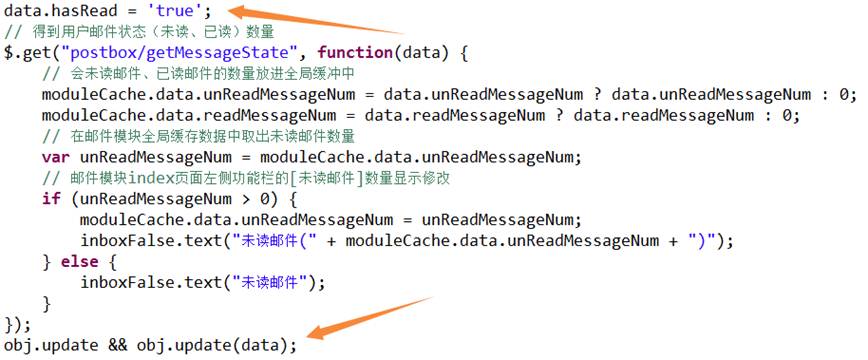 data.hasRead = 'true';
// 得到用户邮件状态（未读、已读）数量
$.get("postbox/getMessageState", function(data) {
    // 会未读邮件、已读邮件的数量放进全局缓冲中
    moduleCache.data.unReadMessageNum = data.unReadMessageNum ? data.unReadMessageNum : 0;
    moduleCache.data.readMessageNum = data.readMessageNum ? data.readMessageNum : 0;
    // 在邮件模块全局缓存数据中取出未读邮件数量
    var unReadMessageNum = moduleCache.data.unReadMessageNum;
    // 邮件模块index页面左侧功能栏的[未读邮件]数量显示修改
    if (unReadMessageNum > 0) {
        moduleCache.data.unReadMessageNum = unReadMessageNum;
        inboxFalse.text("未读邮件(" + moduleCache.data.unReadMessageNum + ")");
    } else {
        inboxFalse.text("未读邮件");
    }
});
obj.update && obj.update(data);